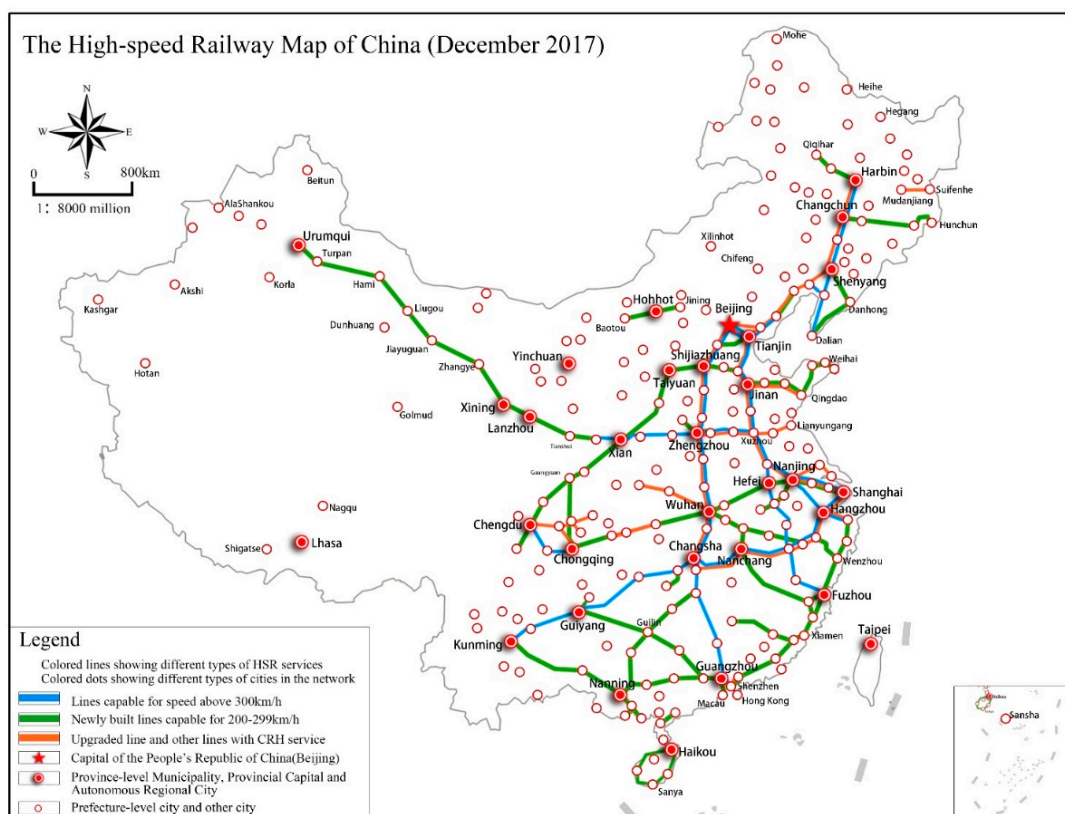 The High-speed Railway Map of China (December 2017)
N
W
E
S
0
800km
1: 8000 million
Mohe
Heihe
Hegang
Qiqihar
Harbin
Suifenhe
Mudanjiang
Changchun
Hunchun
Beitun
AlaShankou
Urumqui
Turpan
Xilinhot
Chifeng
Shenyang
Korla
Akshi
Kashgar
Hami
Liugou
Dunhuang
Jiayuguan
Hohhot
Jining
Baotou
Beijing
Danhong
Dalian
Tianjin
Hotan
Zhangye
Yinchuan
Shijiazhuang
Taiyuan
Weihai
Jinan
Qingdao
Golmud
Xining
Lanzhou
Tianshui
Xian
Zhengzhou
Xuzhou
Lianyungang
Guangyuan
Hefei
Nanjing
Shanghai
Hangzhou
Wuhan
Nagqu
Chengdu
Lhasa
Shigatse
Chongqing
Changsha
Nanchang
Wenzhou
Fuzhou
Guiyang
Guilin
Kunming
Xiamen
Taipei
Guangzhou
Nanning
Shenzhen
Macau
Hong Kong
Haikou
Sanya
Legend
Colored lines showing different types of HSR services
Colored dots showing different types of cities in the network
Lines capable for speed above 300km/h
Newly built lines capable for 200-299km/h
Upgraded line and other lines with CRH service
Capital of the People's Republic of China(Beijing)
Province-level Municipality, Provincial Capital and
Autonomous Regional City
Prefecture-level city and other city
Haikou
Sansha